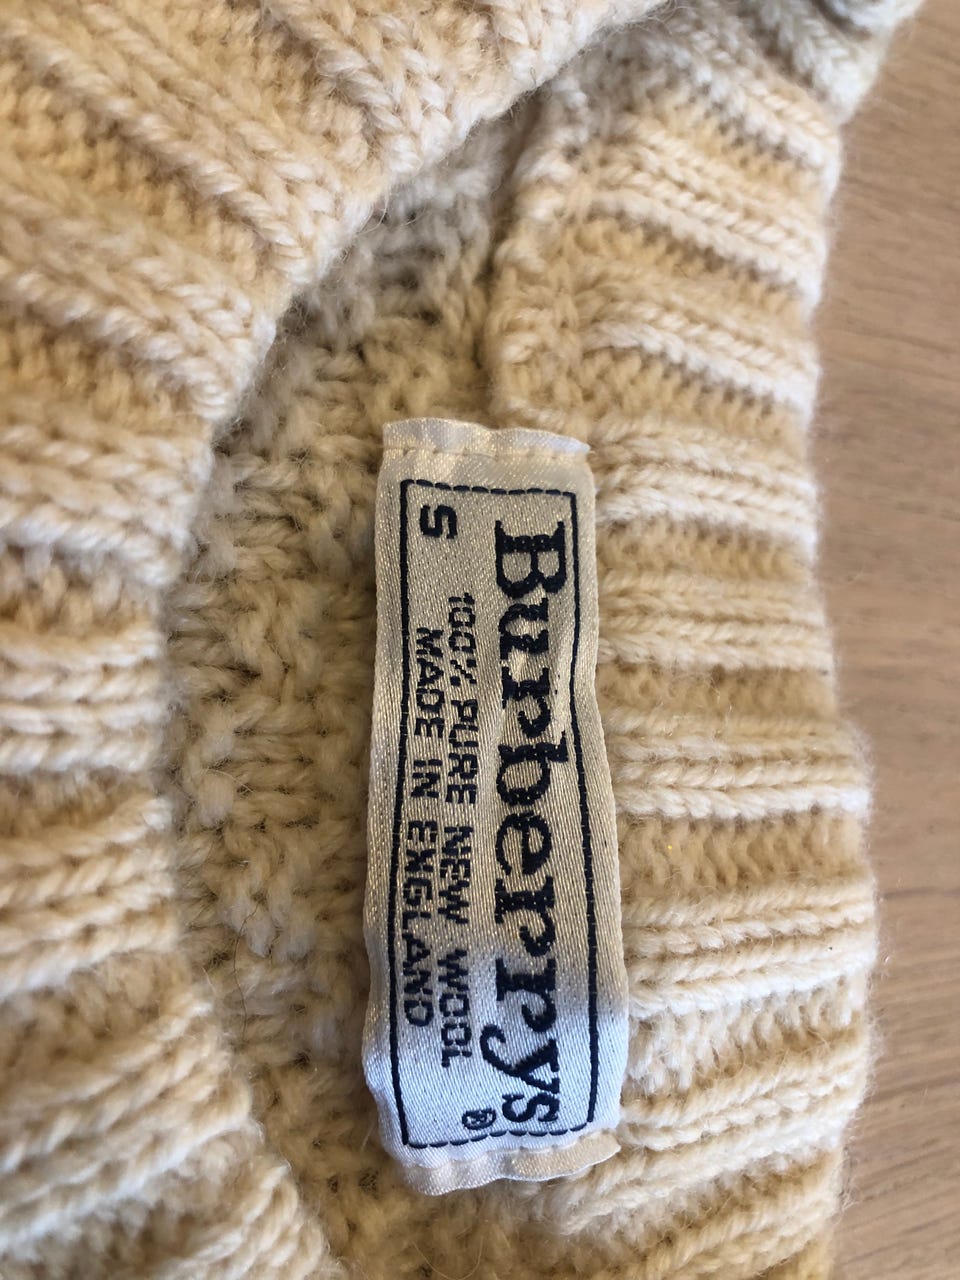 Burberrys®
100% PURE NEW WOOL
S MADE IN ENGLAND